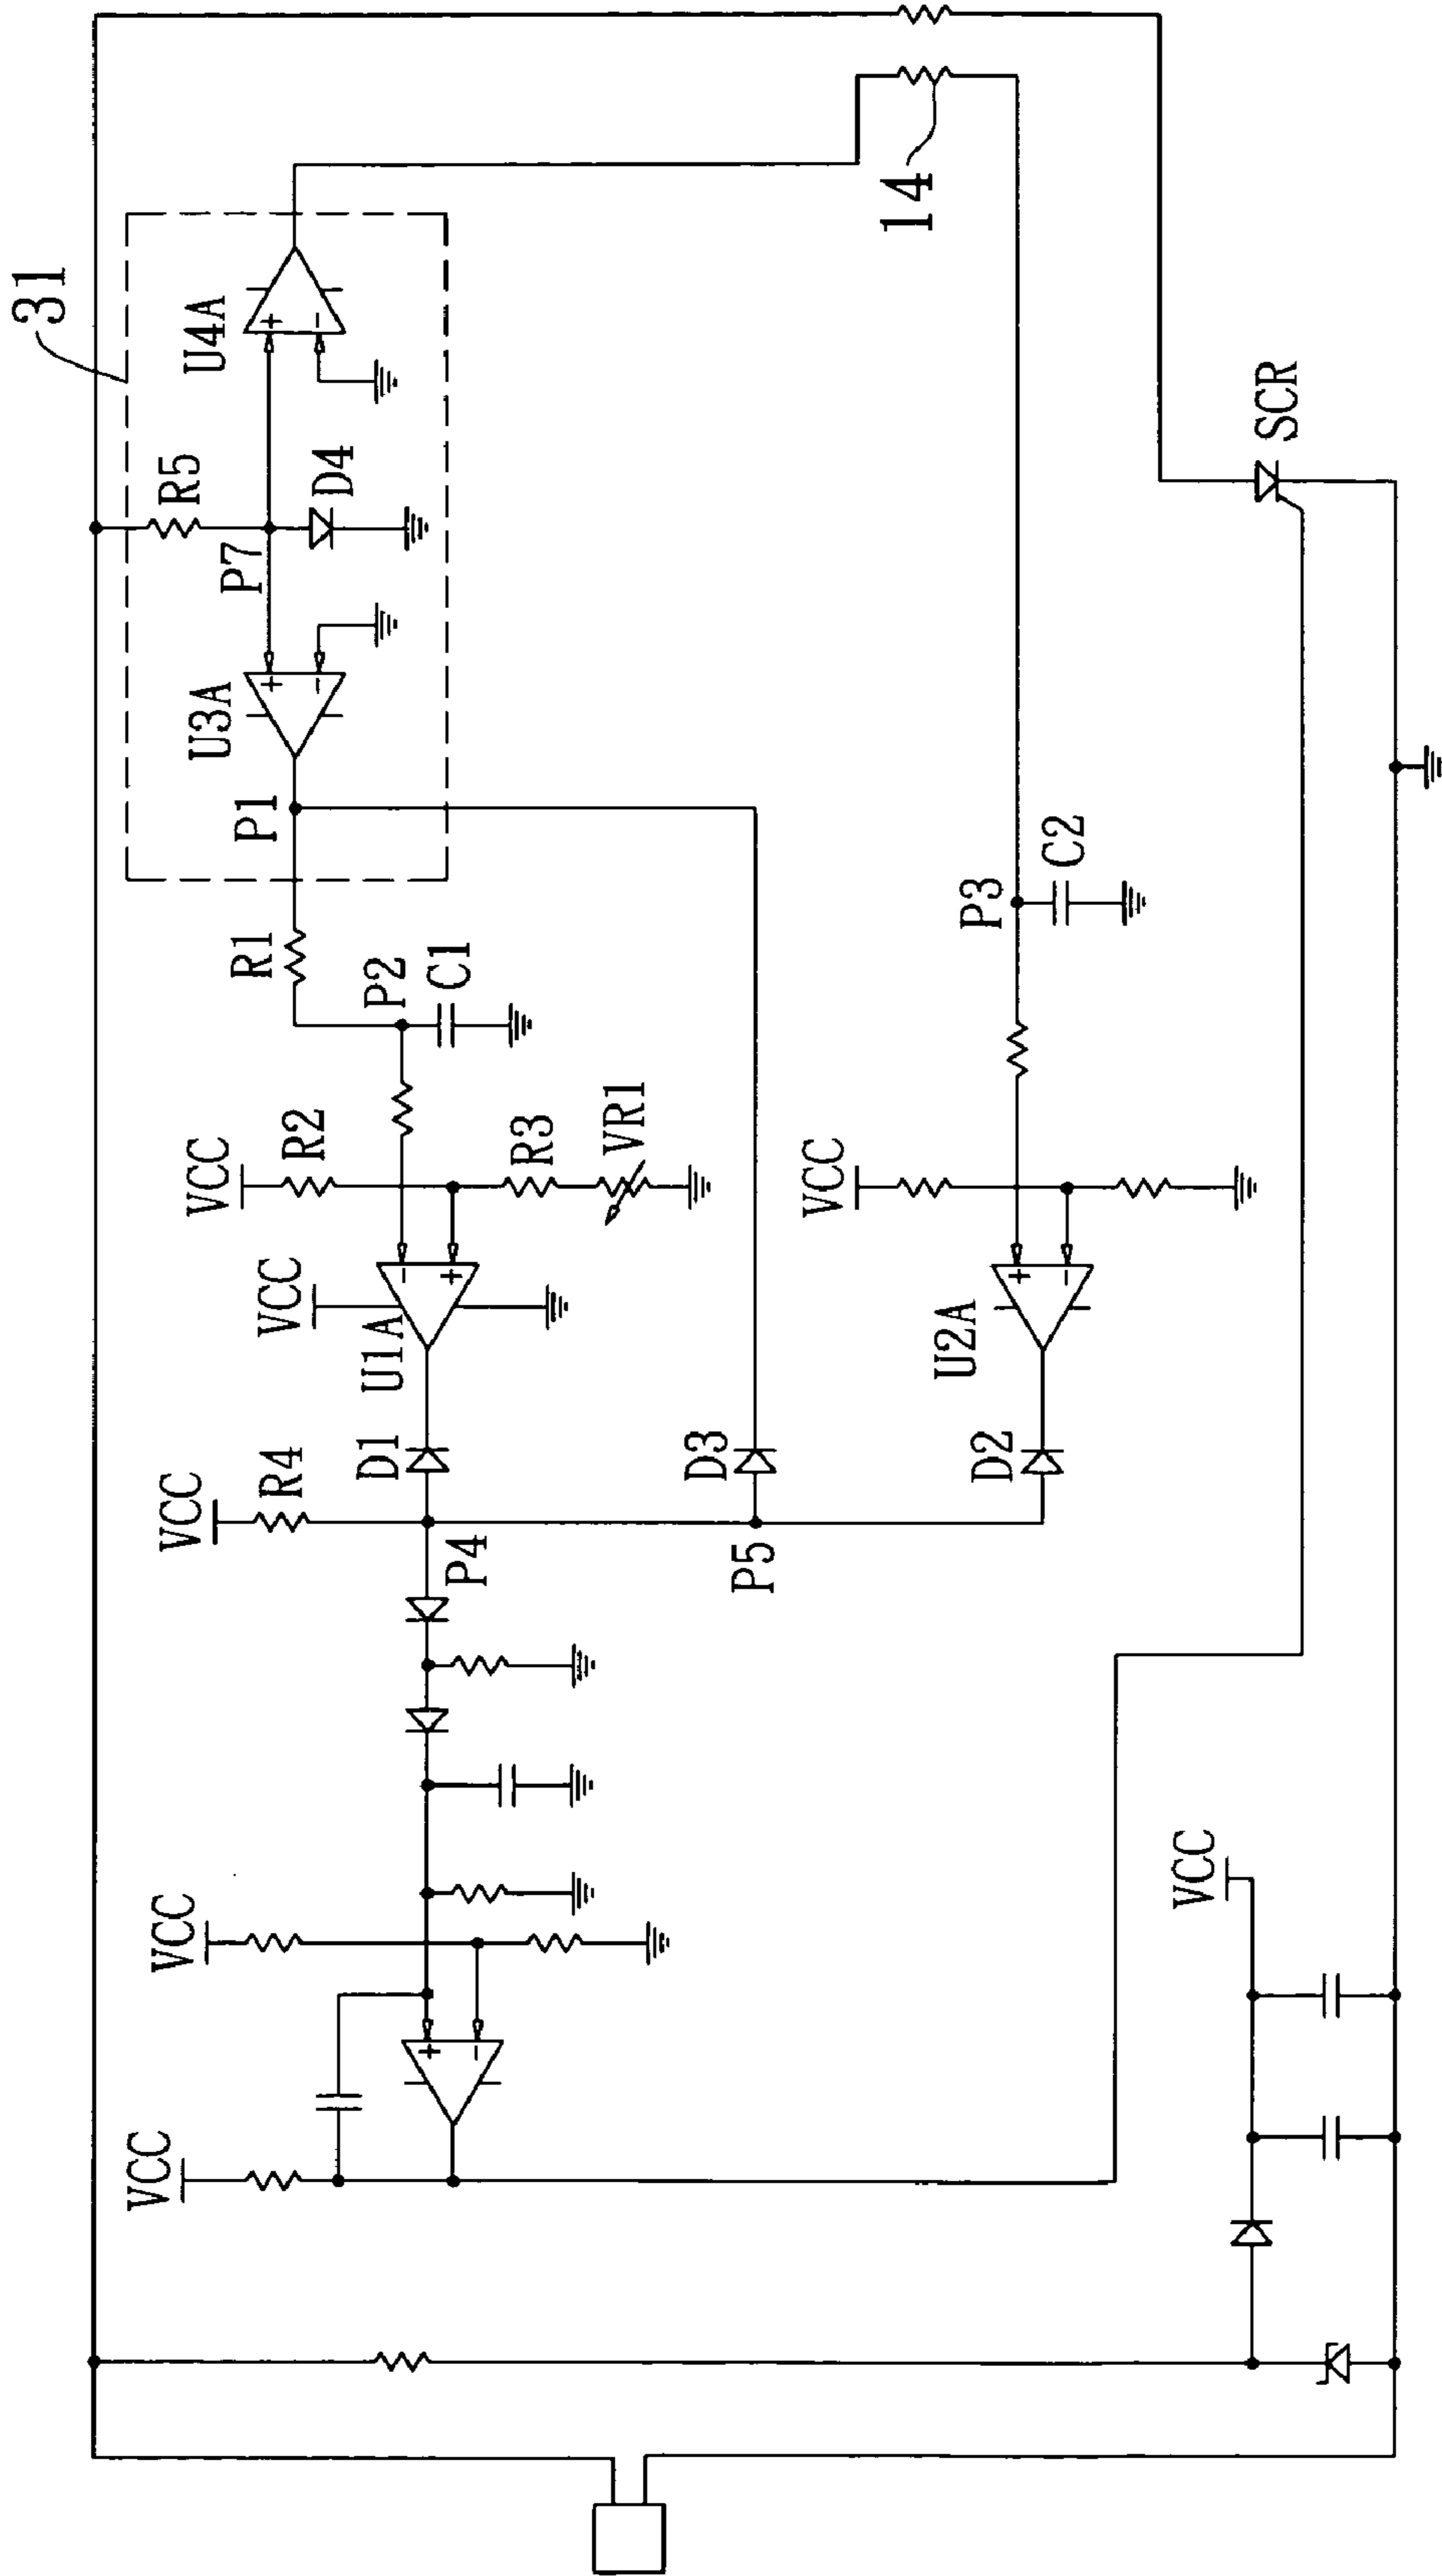 31
14
U4A
R5
D4
P7
U3A
P1
SCR
R1
P2
C1
P3
C2
VCC
R2
R3
VR1
VCC
VCC
U1A
U2A
VCC
R4
D1
D3
D2
P4
P5
VCC
VCC
VCC